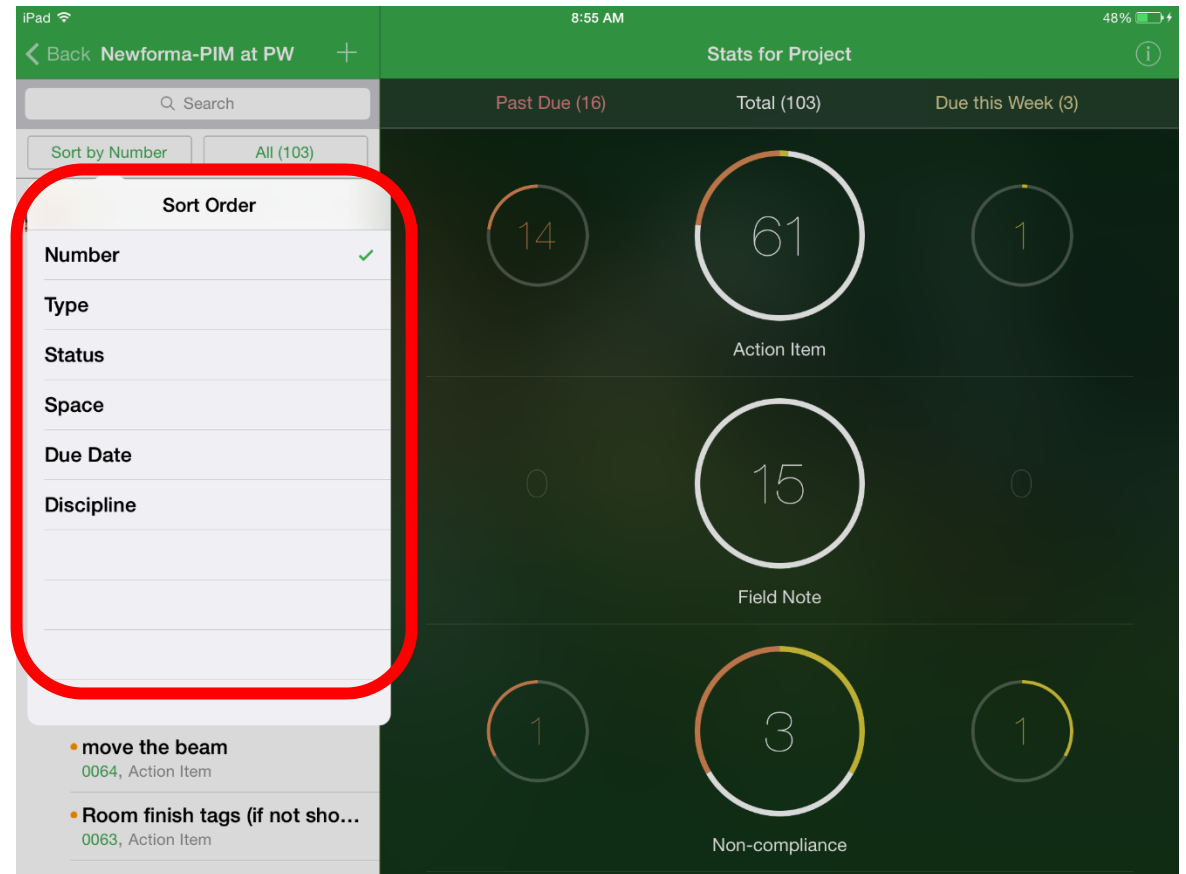 iPad 8:55 AM 48%
Back Newforma-PIM at PW + Stats for Project i
Search
Past Due (16) Total (103) Due this Week (3)
Sort by Number All (103)
Sort Order
Number
Type
Status
Space
Due Date
Discipline
move the beam
0064, Action Item
Room finish tags (if not sho...
0063, Action Item
14 61 1
Action Item
0 15 0
Field Note
1 3 1
Non-compliance